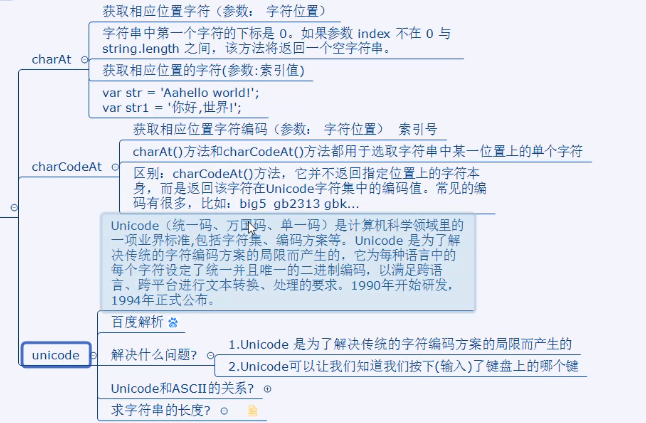 获取相应位置字符（参数： 字符位置）
字符串中第一个字符的下标是 0。如果参数 index 不在 0 与
string.length 之间，该方法将返回一个空字符串。
charAt
获取相应位置的字符(参数:索引值)
var str = 'Aahello world!';
var str1 = '你好,世界!';
获取相应位置字符编码（参数： 字符位置） 索引号
charAt()方法和charCodeAt()方法都用于选取字符串中某一位置上的单个字符
charCodeAt
区别：charCodeAt()方法，它并不返回指定位置上的字符本
身，而是返回该字符在Unicode字符集中的编码值。常见的编
码有很多，比如：big5 gb2313 gbk...
Unicode（统一码、万国码、单一码）是计算机科学领域里的
一项业界标准,包括字符集、编码方案等。Unicode 是为了解
决传统的字符编码方案的局限而产生的，它为每种语言中的
每个字符设定了统一并且唯一的二进制编码，以满足跨语
言、跨平台进行文本转换、处理的要求。1990年开始研发，
1994年正式公布。
百度解析
unicode
解决什么问题?
1.Unicode 是为了解决传统的字符编码方案的局限而产生的
2.Unicode可以让我们知道我们按下(输入)了键盘上的哪个键
Unicode和ASCII的关系?
求字符串的长度?